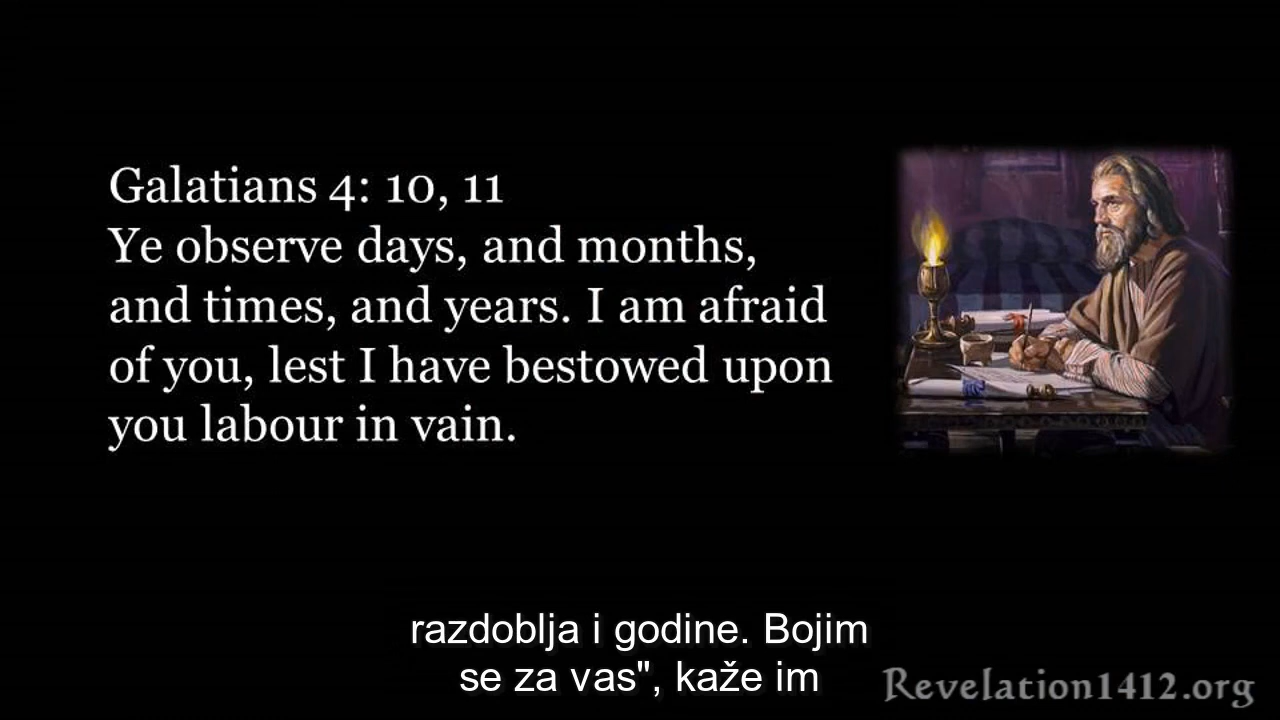 Galatians 4: 10, 11
Ye observe days, and months,
and times, and years. I am afraid
of you, lest I have bestowed upon
you labour in vain.
razdoblja i godine. Bojim
se za vas", kaže im
Revelation1412.org